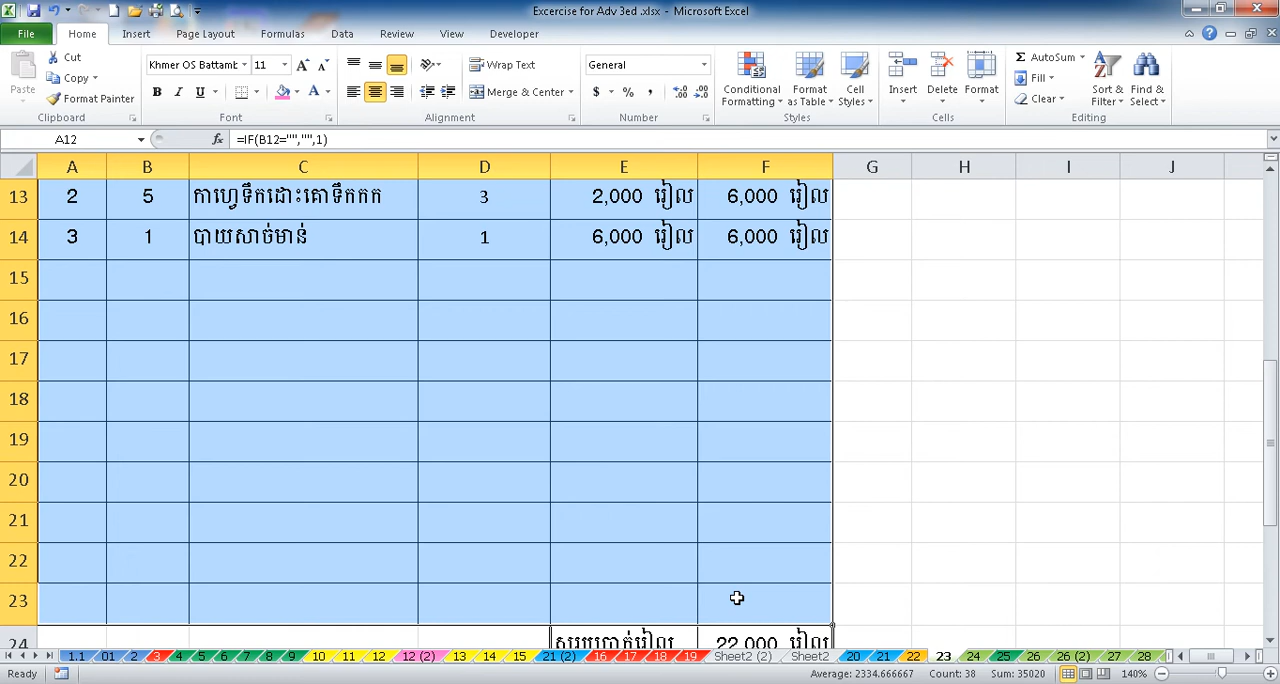 Excercise for Adv 3ed .xlsx - Microsoft Excel
File Home Insert Page Layout Formulas Data Review View Developer
Paste Cut Copy Format Painter
Khmer OS Battamb 11
Wrap Text
Merge & Center
General
Conditional Formatting Format as Table Cell Styles
Insert Delete Format
AutoSum Fill Clear
Sort & Filter Find & Select
Clipboard Font Alignment Number Styles Cells Editing
A12 fx =IF(B12="","",1)
A B C D E F G H I J
13 2 5 កាហ្វេទឹកដោះគោទឹកកក 3 2,000 រៀល 6,000 រៀល
14 3 1 បាយសាច់មាន់ 1 6,000 រៀល 6,000 រៀល
15
16
17
18
19
20
21
22
23
24 សរុបប្រាក់រៀល 22,000 រៀល
1.1 01 2 3 4 5 6 7 8 9 10 11 12 12 (2) 13 14 15 21 (2) 16 17 18 19 Sheet2 (2) Sheet2 20 21 22 23 24 25 26 26 (2) 27 28
Ready Average: 2334.666667 Count: 38 Sum: 35020 140%